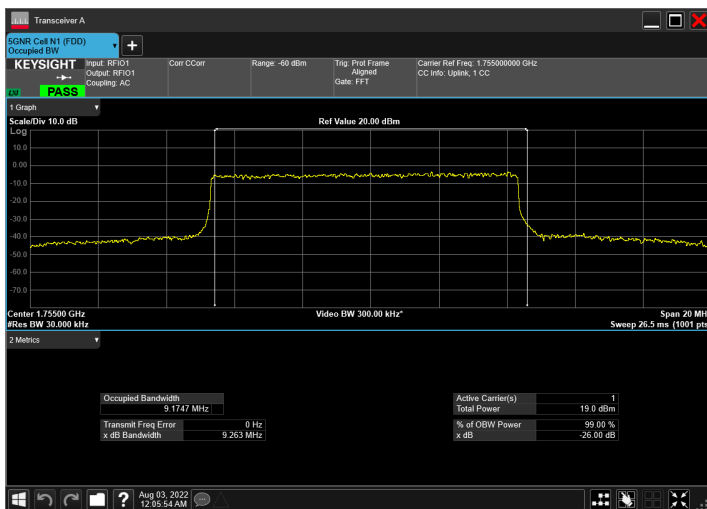 Transceiver A
5GNR Cell N1 (FDD)
Occupied BW
KEYSIGHT
LXI
PASS
Input: RFIO1
Output: RFIO1
Coupling: AC
Corr CCorr
Range: -60 dBm
Trig: Prot Frame
Aligned
Gate: FFT
Carrier Ref Freq: 1.755000000 GHz
CC Info: Uplink, 1 CC
1 Graph
Scale/Div 10.0 dB
Ref Value 20.00 dBm
Log
10.0
0.00
-10.0
-20.0
-30.0
-40.0
-50.0
-60.0
-70.0
Center 1.75500 GHz
Video BW 300.00 kHz*
Span 20 MH
#Res BW 30.000 kHz
Sweep 26.5 ms (1001 pts
2 Metrics
Occupied Bandwidth
9.1747 MHz
Transmit Freq Error 0 Hz
x dB Bandwidth 9.263 MHz
Active Carrier(s) 1
Total Power 19.0 dBm
% of OBW Power 99.00 %
x dB -26.00 dB
?
Aug 03, 2022
12:05:54 AM